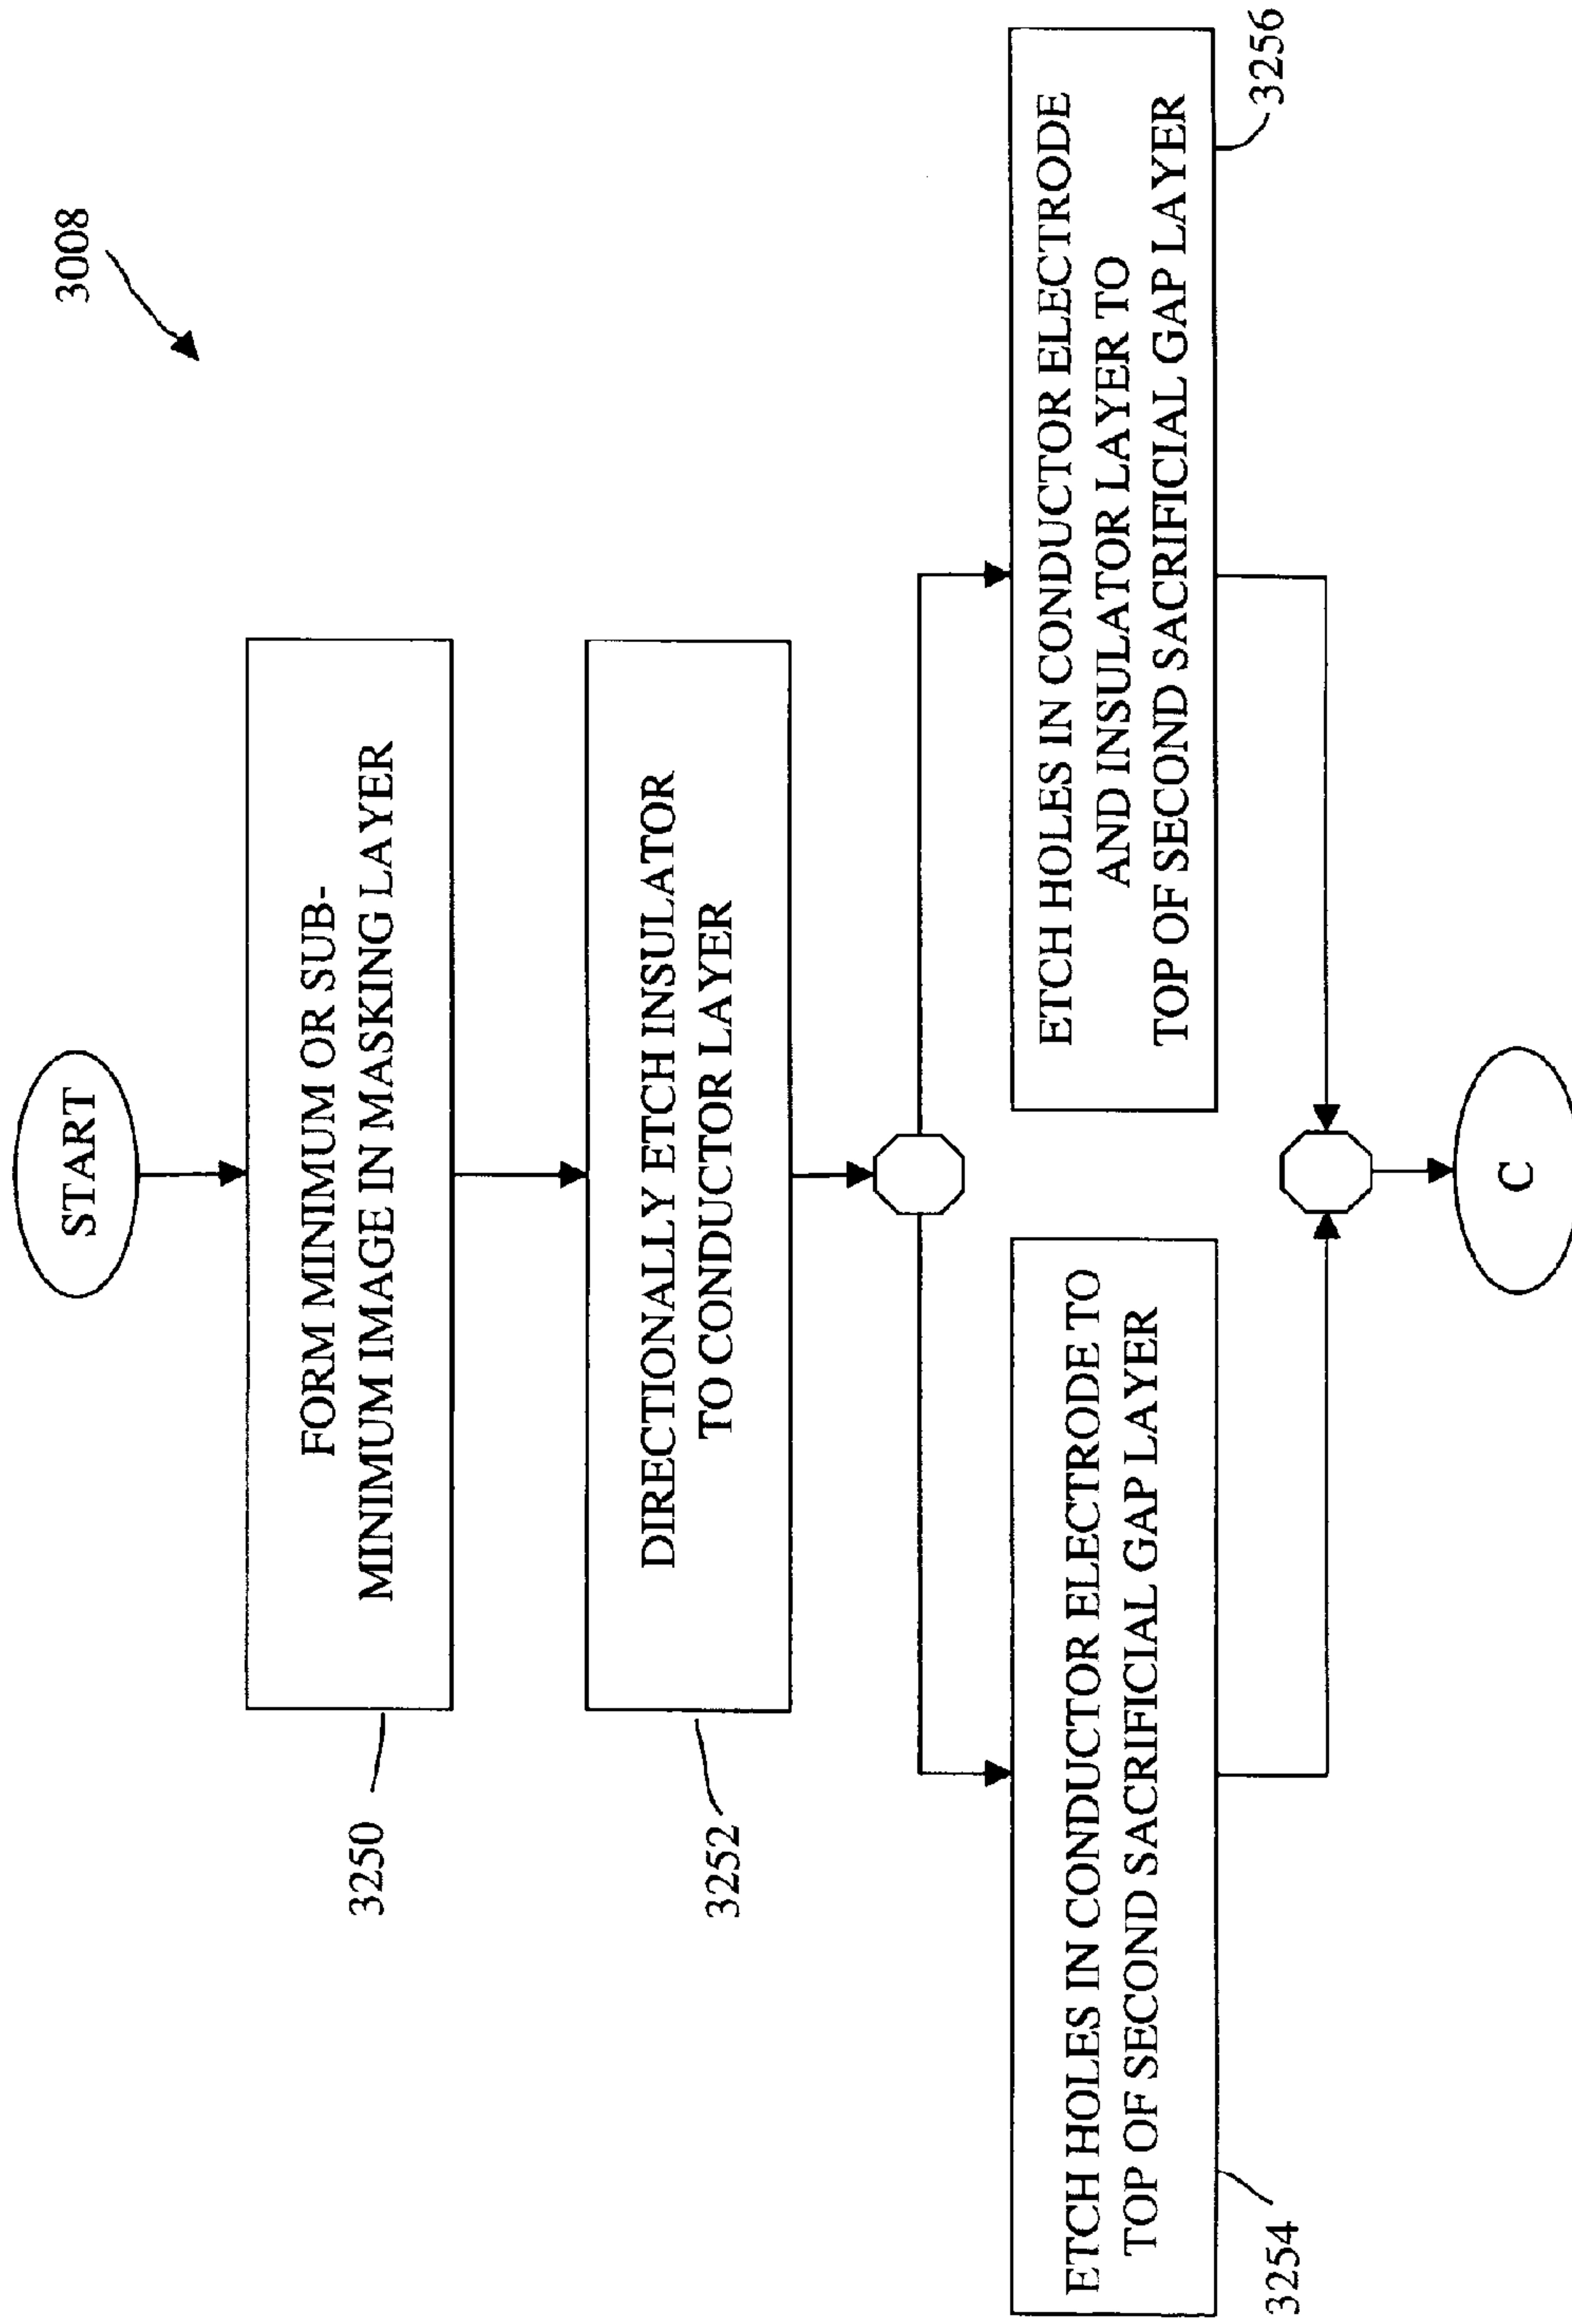 3008
START
FORM MINIMUM OR SUB-
MINIMUM IMAGE IN MASKING LAYER
3250
DIRECTIONALLY ETCH INSULATOR
TO CONDUCTOR LAYER
3252
ETCH HOLES IN CONDUCTOR ELECTRODE TO
TOP OF SECOND SACRIFICIAL GAP LAYER
3254
ETCH HOLES IN CONDUCTOR ELECTRODE
AND INSULATOR LAYER TO
TOP OF SECOND SACRIFICIAL GAP LAYER
3256
C